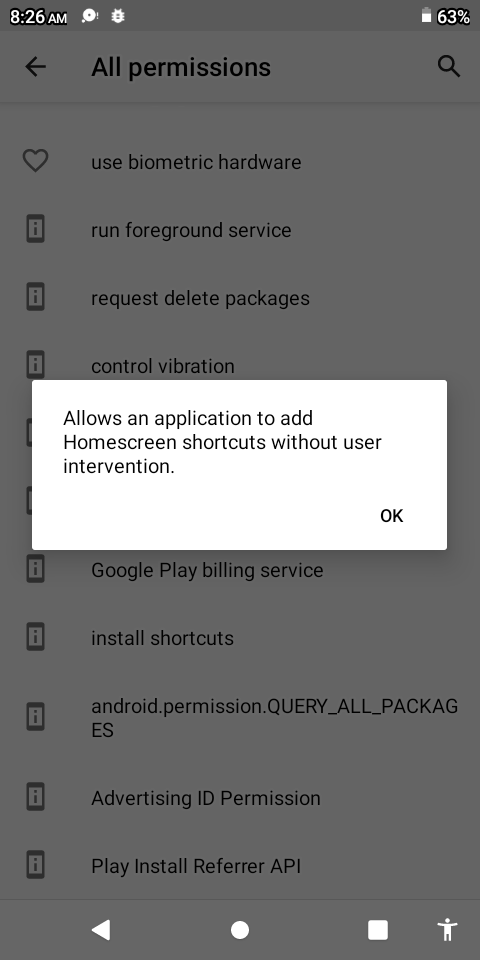 8:26 AM
63%
All permissions
use biometric hardware
run foreground service
request delete packages
control vibration
Allows an application to add
Homescreen shortcuts without user
intervention.
OK
Google Play billing service
install shortcuts
android.permission.QUERY_ALL_PACKAG
ES
Advertising ID Permission
Play Install Referrer API